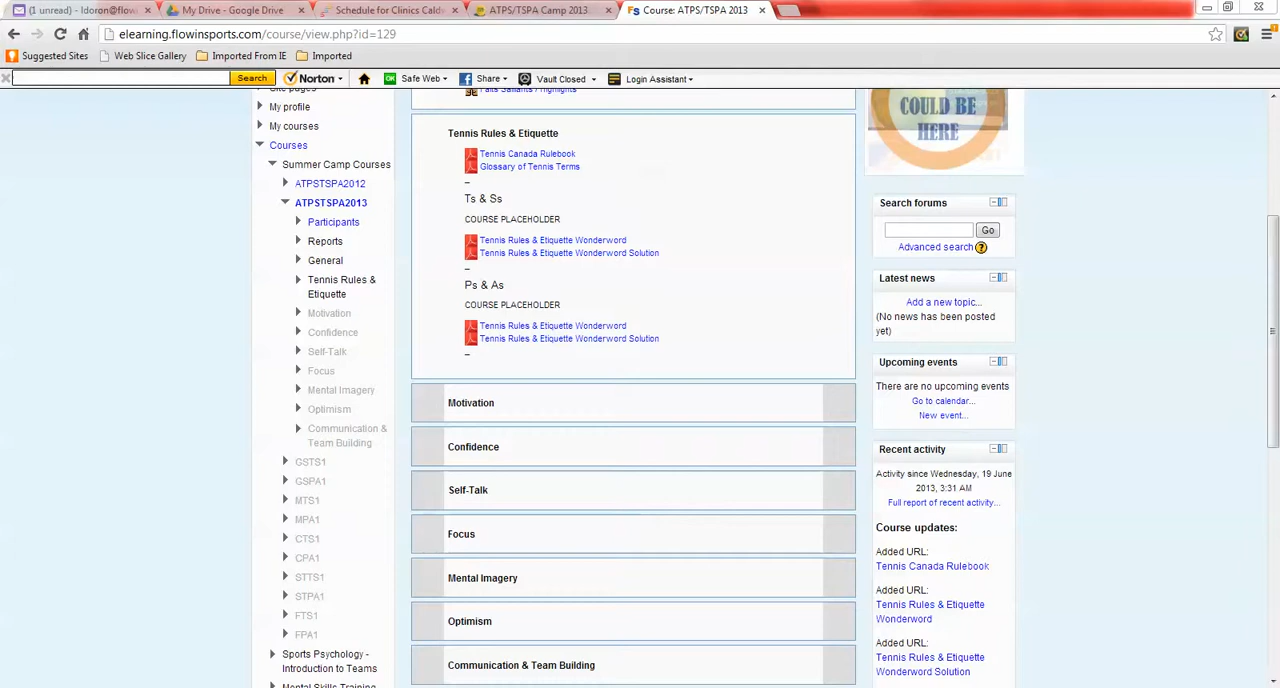 (1 unread) - ldoron@flow
My Drive - Google Drive
Schedule for Clinics Cald
ATPS/TSPA Camp 2013
Course: ATPS/TSPA 2013
elearning.flowinsports.com/course/view.php?id=129
Suggested Sites
Web Slice Gallery
Imported From IE
Imported
Search
Norton
Safe Web
Share
Vault Closed
Login Assistant
Site pages
My profile
My courses
Courses
Summer Camp Courses
ATPSTSPA2012
ATPSTSPA2013
Participants
Reports
General
Tennis Rules &
Etiquette
Motivation
Confidence
Self-Talk
Focus
Mental Imagery
Optimism
Communication &
Team Building
GSTS1
GSPA1
MTS1
MPA1
CTS1
CPA1
STTS1
STPA1
FTS1
FPA1
Sports Psychology -
Introduction to Teams
Mental Skills Training
Faits Saillants / Highlights
Tennis Rules & Etiquette
Tennis Canada Rulebook
Glossary of Tennis Terms
–
Ts & Ss
COURSE PLACEHOLDER
Tennis Rules & Etiquette Wonderword
Tennis Rules & Etiquette Wonderword Solution
–
Ps & As
COURSE PLACEHOLDER
Tennis Rules & Etiquette Wonderword
Tennis Rules & Etiquette Wonderword Solution
–
Motivation
Confidence
Self-Talk
Focus
Mental Imagery
Optimism
Communication & Team Building
COULD BE
HERE
Search forums
Go
Advanced search
Latest news
Add a new topic...
(No news has been posted
yet)
Upcoming events
There are no upcoming events
Go to calendar...
New event...
Recent activity
Activity since Wednesday, 19 June
2013, 3:31 AM
Full report of recent activity...
Course updates:
Added URL:
Tennis Canada Rulebook
Added URL:
Tennis Rules & Etiquette
Wonderword
Added URL:
Tennis Rules & Etiquette
Wonderword Solution